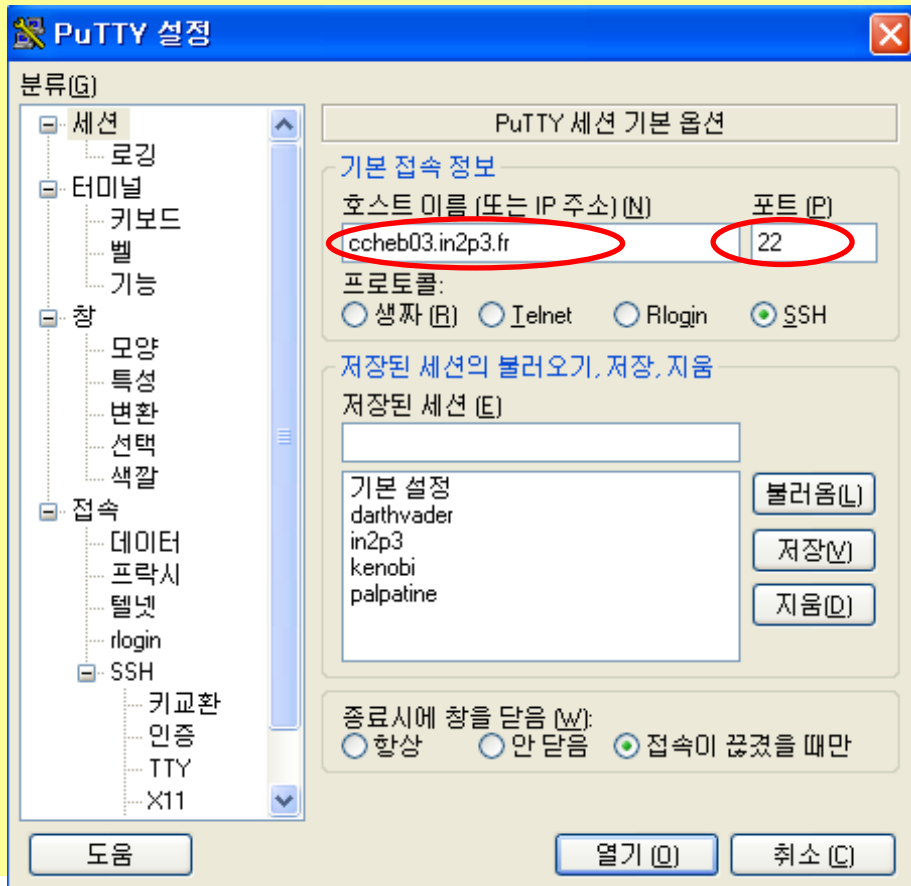 PuTTY 설정
분류(G)
세션
로깅
터미널
키보드
벨
기능
창
모양
특성
변환
선택
색깔
접속
데이터
프락시
텔넷
rlogin
SSH
키교환
인증
TTY
X11
PuTTY 세션 기본 옵션
기본 접속 정보
호스트 이름 (또는 IP 주소) (N) 포트 (P)
ccheb03.in2p3.fr 22
프로토콜:
생짜 (R) Telnet Rlogin SSH
저장된 세션의 불러오기, 저장, 지움
저장된 세션 (E)
기본 설정
darthvader
in2p3
kenobi
palpatine
불러옴(L)
저장(V)
지움(D)
종료시에 창을 닫음 (W):
항상 안 닫음 접속이 끊겼을 때만
도움 열기 (O) 취소 (C)